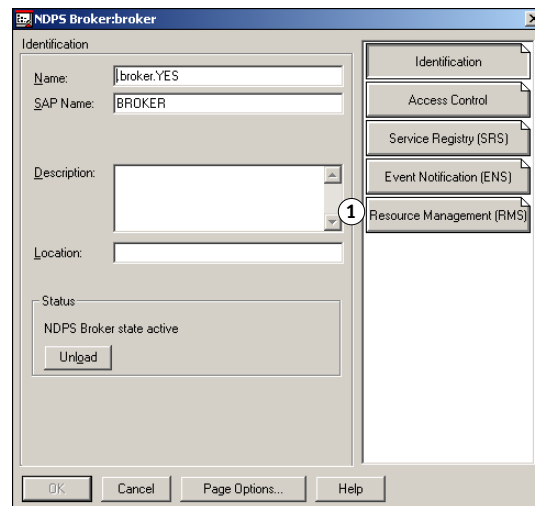 NDPS Broker:broker
Identification
Name: .broker.YES
SAP Name: BROKER
Description:
Location:
Status
NDPS Broker state active
Unload
Identification
Access Control
Service Registry (SRS)
Event Notification (ENS)
1
Resource Management (RMS)
OK
Cancel
Page Options...
Help